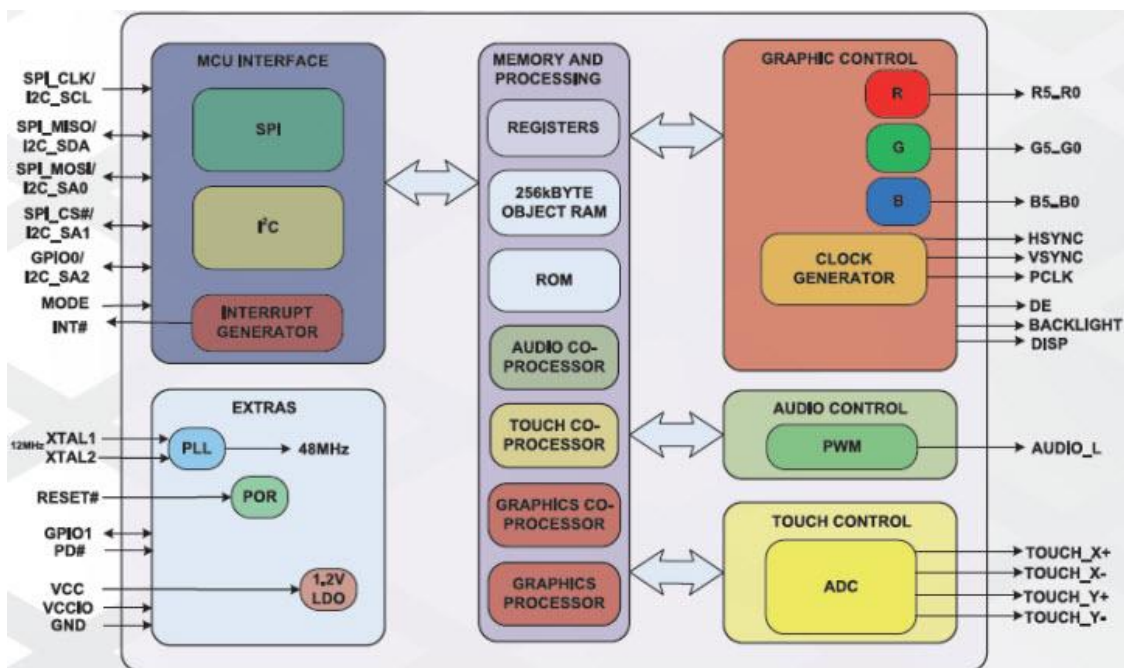 MCU INTERFACE
SPI
I²C
INTERRUPT
GENERATOR
SPI_CLK/
I2C_SCL
SPI_MISO/
I2C_SDA
SPI_MOSI/
I2C_SA0
SPI_CS#/
I2C_SA1
GPIO0/
I2C_SA2
MODE
INT#
EXTRAS
12MHz XTAL1
XTAL2
PLL
48MHz
RESET#
POR
GPIO1
PD#
VCC
VCCIO
GND
1.2V
LDO
MEMORY AND
PROCESSING
REGISTERS
256kBYTE
OBJECT RAM
ROM
AUDIO CO-
PROCESSOR
TOUCH CO-
PROCESSOR
GRAPHICS CO-
PROCESSOR
GRAPHICS
PROCESSOR
GRAPHIC CONTROL
R
G
B
CLOCK
GENERATOR
R5_R0
G5_G0
B5_B0
HSYNC
VSYNC
PCLK
DE
BACKLIGHT
DISP
AUDIO CONTROL
PWM
AUDIO_L
TOUCH CONTROL
ADC
TOUCH_X+
TOUCH_X-
TOUCH_Y+
TOUCH_Y-